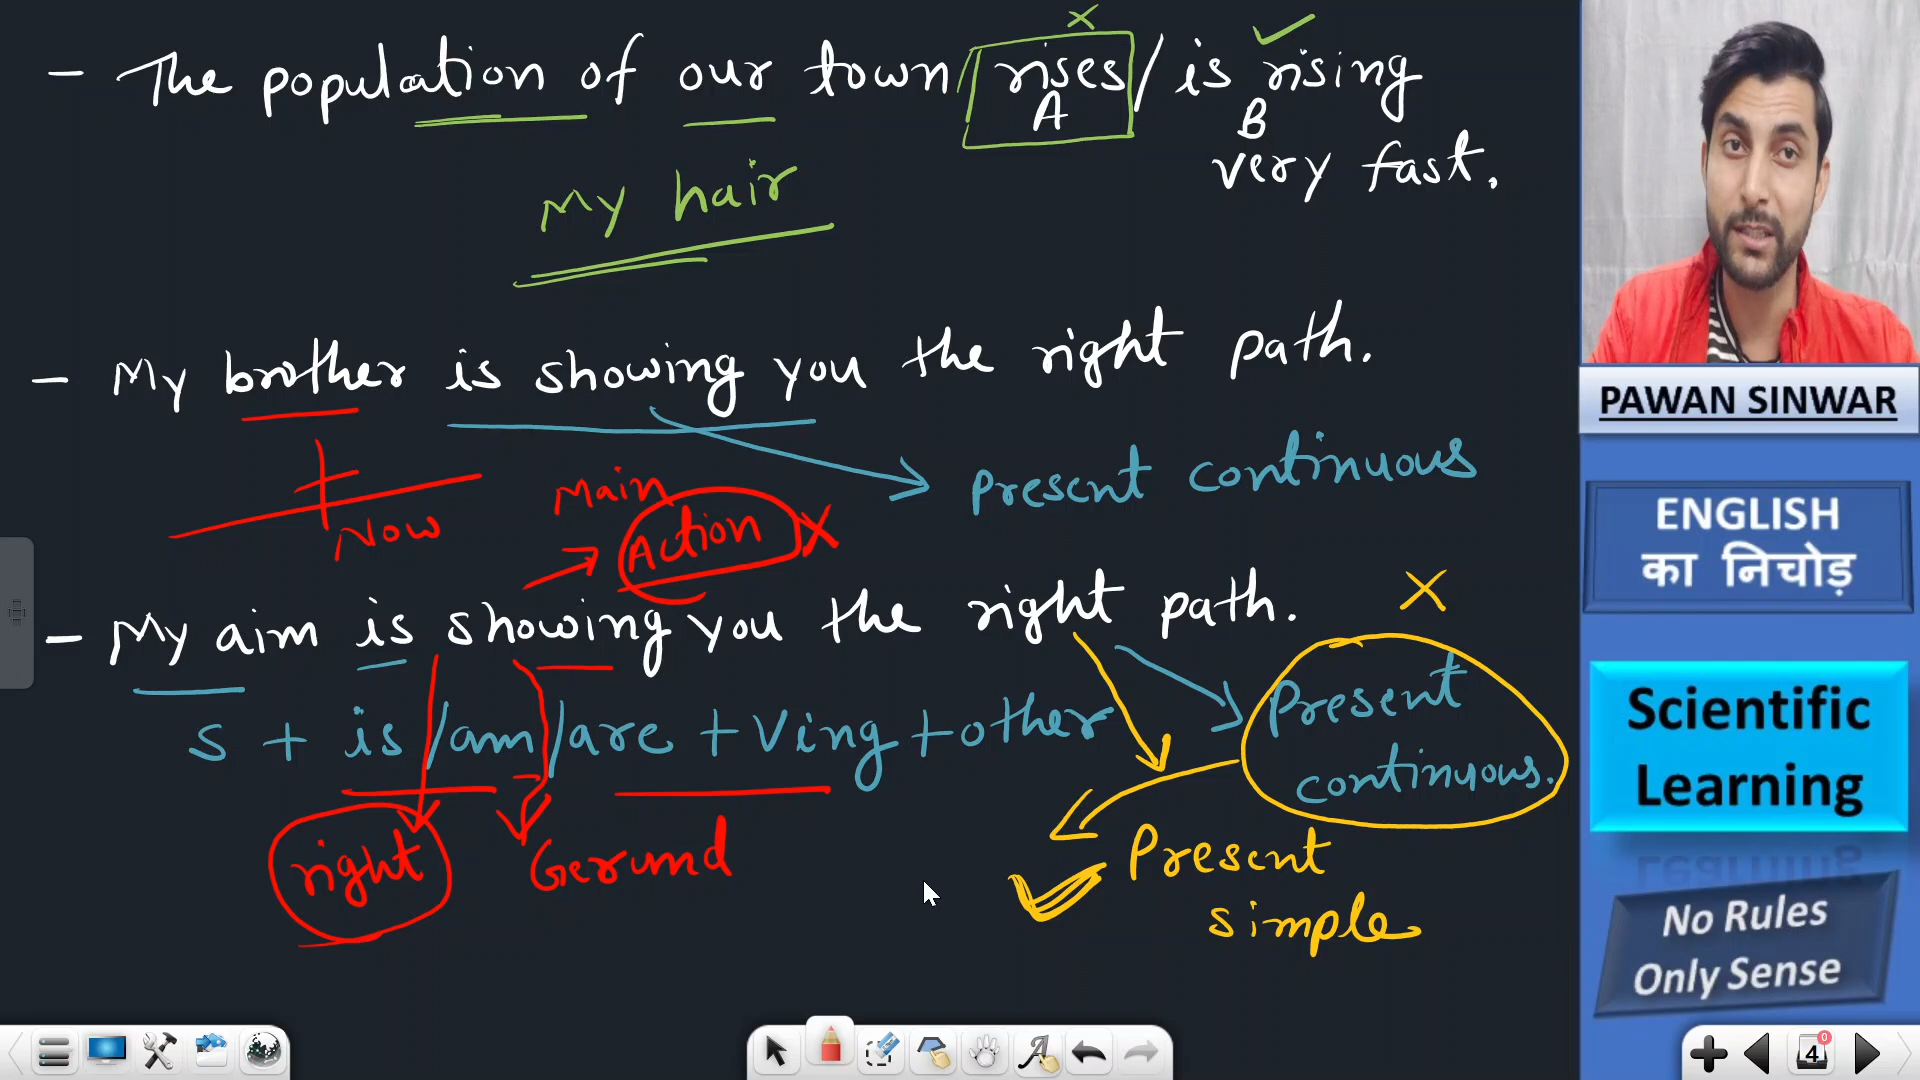 - The population of our town / rises / is rising
x
A
B
very fast.
My hair
- My brother is showing you the right path.
Now
Main
Action x
Present continuous
- My aim is showing you the right path.
s + is /am /are + Ving + other
x
Present
continuous.
right
Gerund
Present
simple
PAWAN SINWAR
ENGLISH
का निचोड़
Scientific
Learning
No Rules
Only Sense
4
0